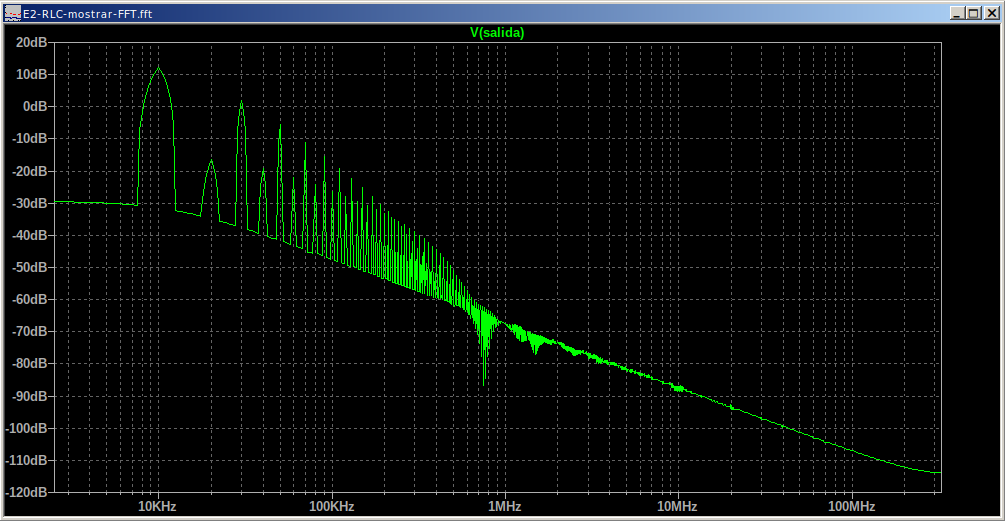 E2-RLC-mostrar-FFT.fft
V(salida)
20dB
10dB
0dB
-10dB
-20dB
-30dB
-40dB
-50dB
-60dB
-70dB
-80dB
-90dB
-100dB
-110dB
-120dB
10KHz 100KHz 1MHz 10MHz 100MHz